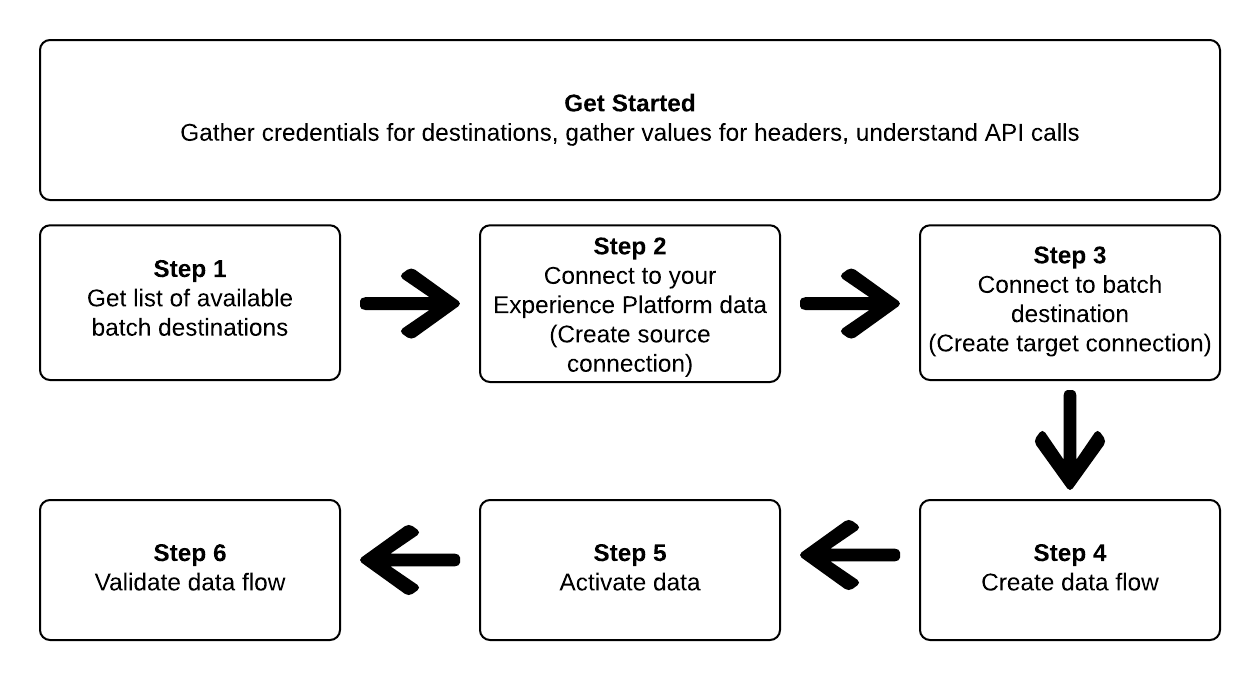 Get Started
Gather credentials for destinations, gather values for headers, understand API calls
Step 1
Get list of available
batch destinations
Step 2
Connect to your
Experience Platform data
(Create source
connection)
Step 3
Connect to batch
destination
(Create target connection)
Step 4
Create data flow
Step 5
Activate data
Step 6
Validate data flow